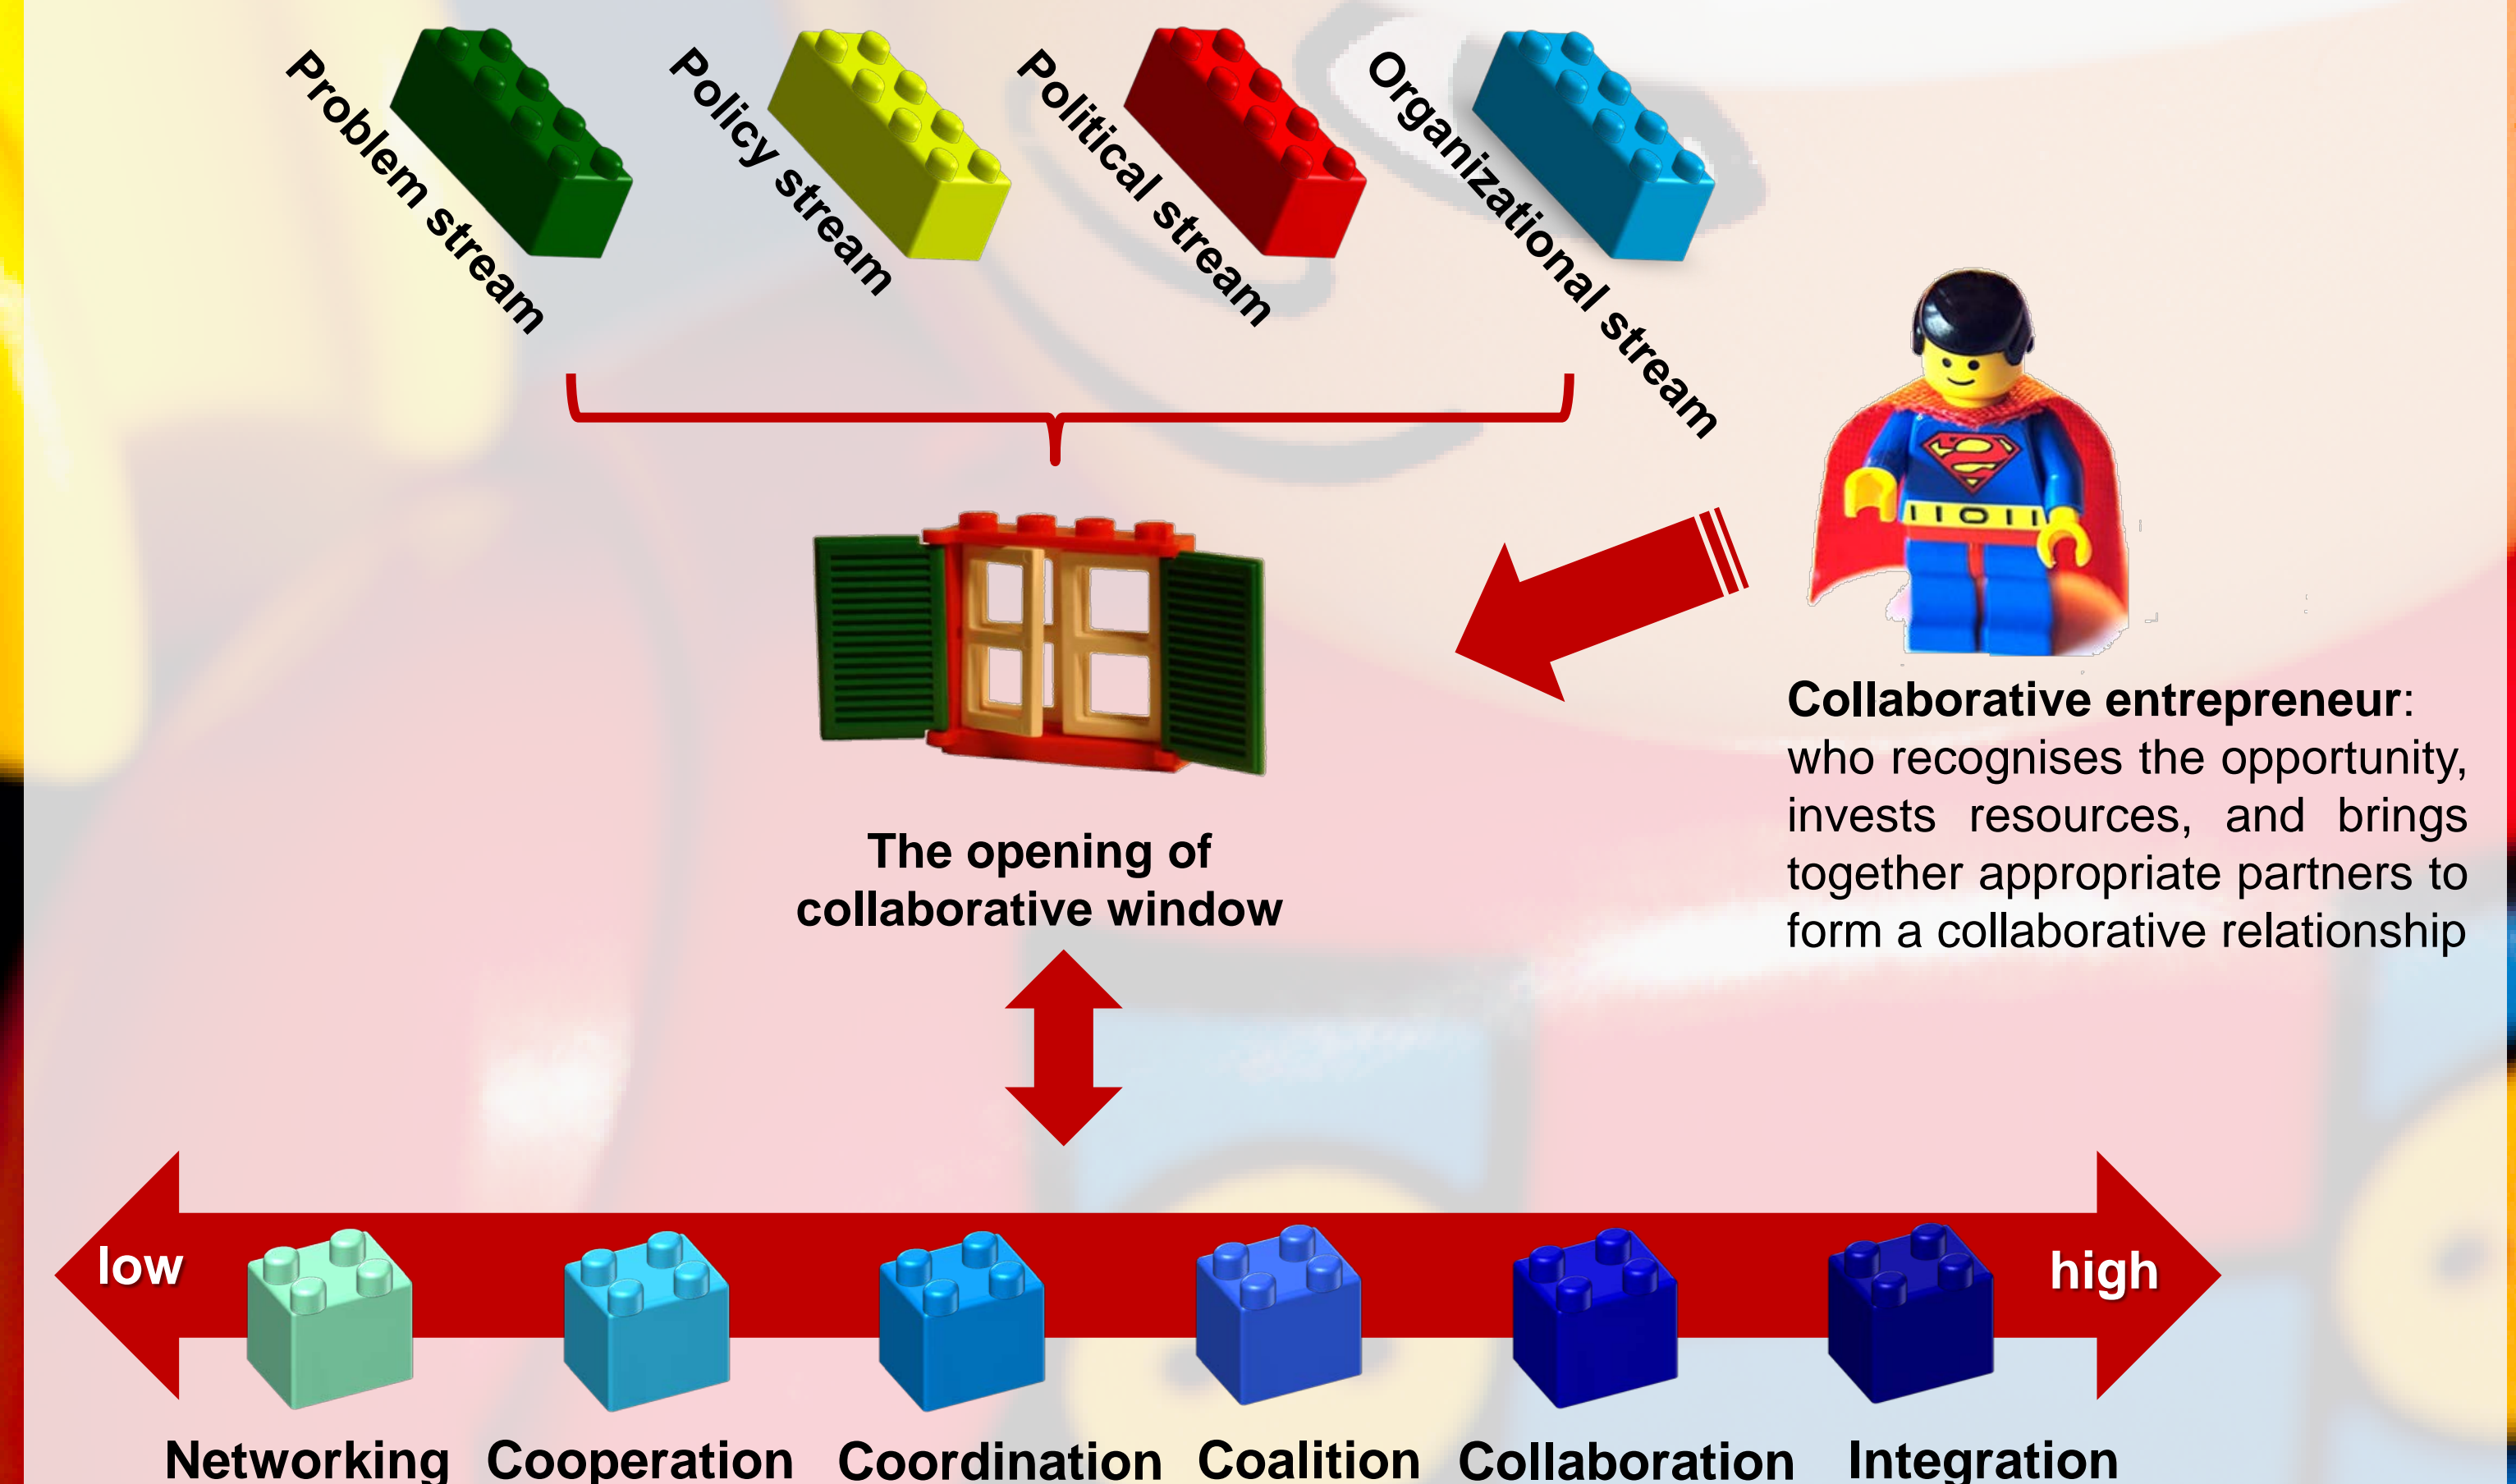 Problem stream
Policy stream
Political stream
Organizational stream
The opening of
collaborative window
Collaborative entrepreneur:
who recognises the opportunity,
invests resources, and brings
together appropriate partners to
form a collaborative relationship
low
high
Networking
Cooperation
Coordination
Coalition
Collaboration
Integration